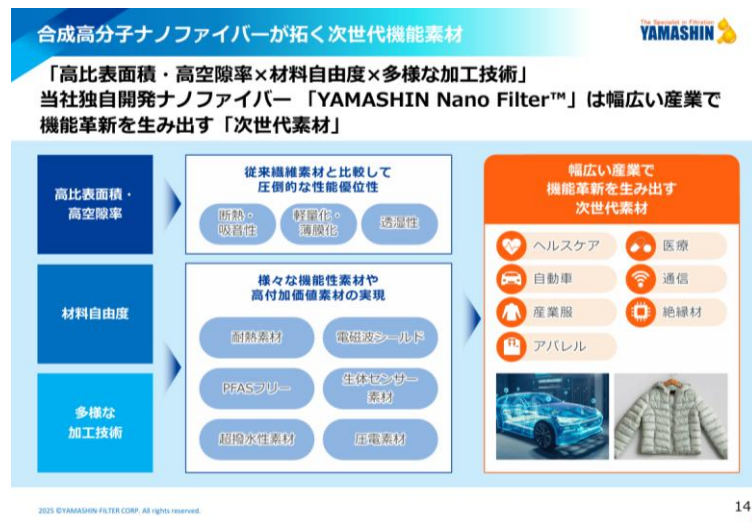 合成高分子ナノファイバーが拓く次世代機能素材
The Specialist in Filtration
YAMASHIN
「高比表面積・高空隙率×材料自由度×多様な加工技術」
当社独自開発ナノファイバー 「YAMASHIN Nano Filter™」は幅広い産業で
機能革新を生み出す「次世代素材」
高比表面積・
高空隙率
従来繊維素材と比較して
圧倒的な性能優位性
断熱・
吸音性
軽量化・
薄膜化
透湿性
材料自由度
多様な
加工技術
様々な機能性素材や
高付加価値素材の実現
耐熱素材
電磁波シールド
PFASフリー
生体センサー
素材
超撥水性素材
圧電素材
幅広い産業で
機能革新を生み出す
次世代素材
ヘルスケア
医療
自動車
通信
産業服
絶縁材
アパレル
2025 ©YAMASHIN-FILTER CORP. All rights reserved.
14